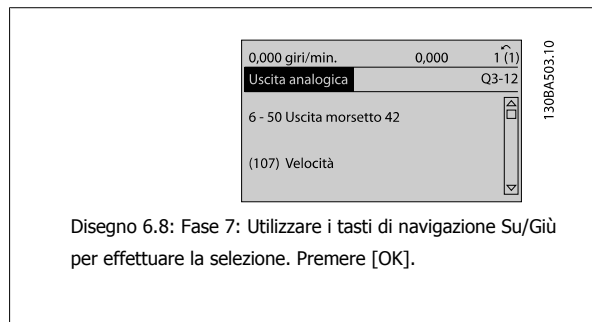 0,000 giri/min. 0,000 1 (1)
Uscita analogica Q3-12
6 - 50 Uscita morsetto 42
(107) Velocità
130BA503.10
Disegno 6.8: Fase 7: Utilizzare i tasti di navigazione Su/Giù
per effettuare la selezione. Premere [OK].